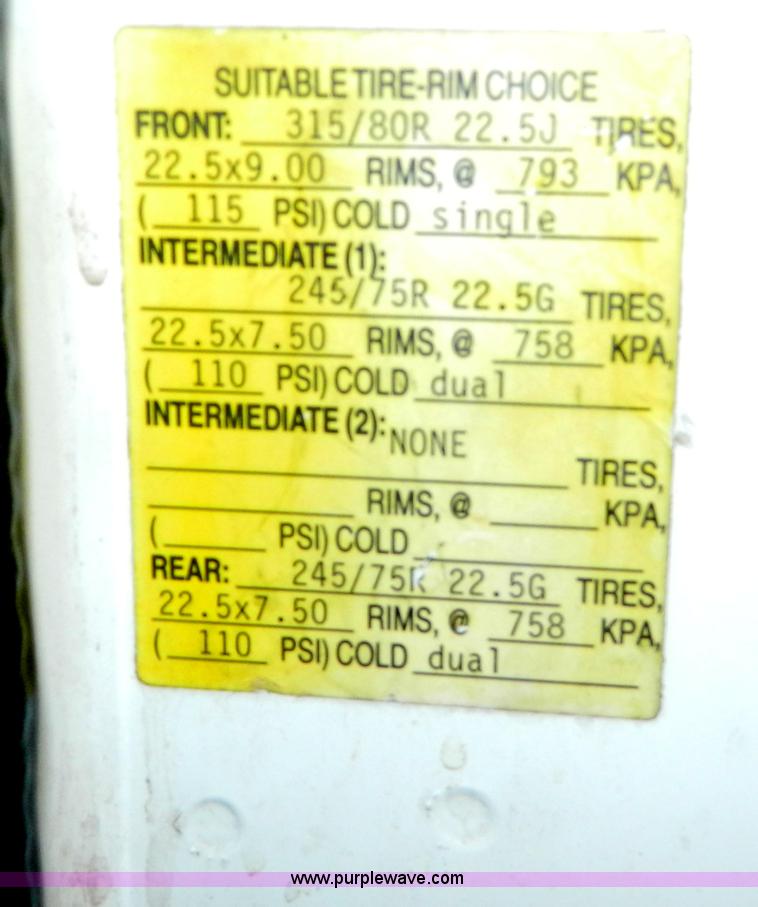 SUITABLE TIRE-RIM CHOICE
FRONT: 315/80R 22.5J TIRES,
22.5x9.00 RIMS, @ 793 KPA,
( 115 PSI) COLD single
INTERMEDIATE (1):
245/75R 22.5G TIRES,
22.5x7.50 RIMS, @ 758 KPA,
( 110 PSI) COLD dual
INTERMEDIATE (2): NONE
TIRES,
RIMS, @ KPA,
( PSI) COLD
REAR: 245/75R 22.5G TIRES,
22.5x7.50 RIMS, @ 758 KPA,
( 110 PSI) COLD dual
www.purplewave.com